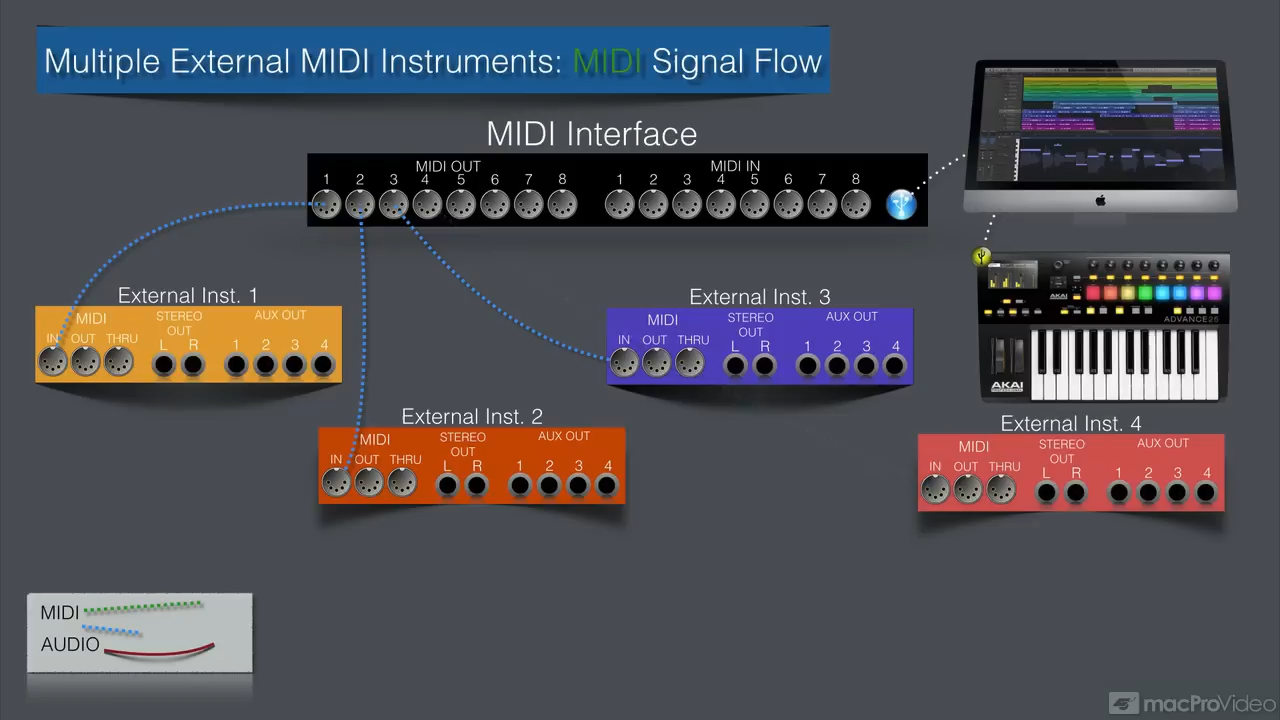 Multiple External MIDI Instruments: MIDI Signal Flow
MIDI Interface
MIDI OUT
1 2 3 4 5 6 7 8
MIDI IN
1 2 3 4 5 6 7 8
External Inst. 1
MIDI
IN OUT THRU
STEREO
OUT
L R
AUX OUT
1 2 3 4
External Inst. 3
MIDI
IN OUT THRU
STEREO
OUT
L R
AUX OUT
1 2 3 4
AKAI
ADVANCE25
AKAI
PROFESSIONAL
External Inst. 2
MIDI
IN OUT THRU
STEREO
OUT
L R
AUX OUT
1 2 3 4
External Inst. 4
MIDI
IN OUT THRU
STEREO
OUT
L R
AUX OUT
1 2 3 4
MIDI
AUDIO
macProVideo